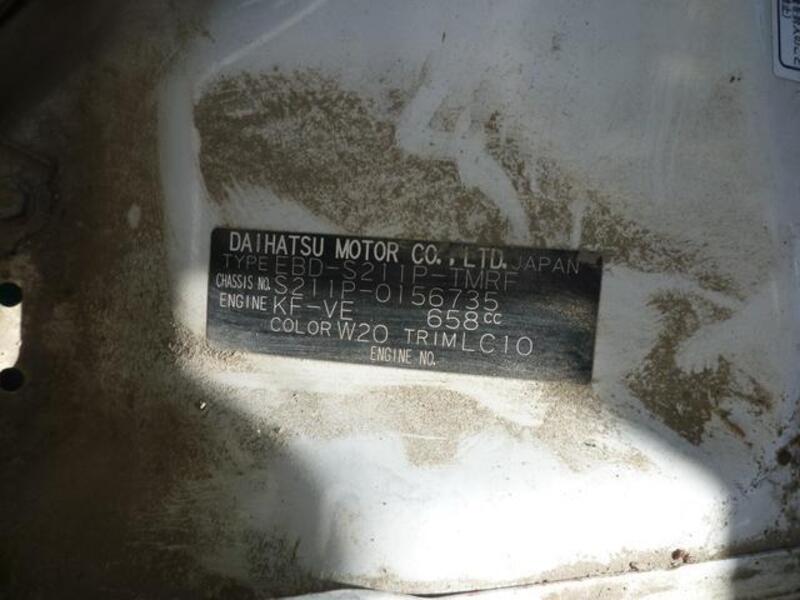 DAIHATSU MOTOR CO., LTD. JAPAN
TYPE EBD-S211P-TMRF
CHASSIS NO. S211P-0156735
ENGINE KF-VE 658cc
COLOR W20 TRIM LC10
ENGINE NO.